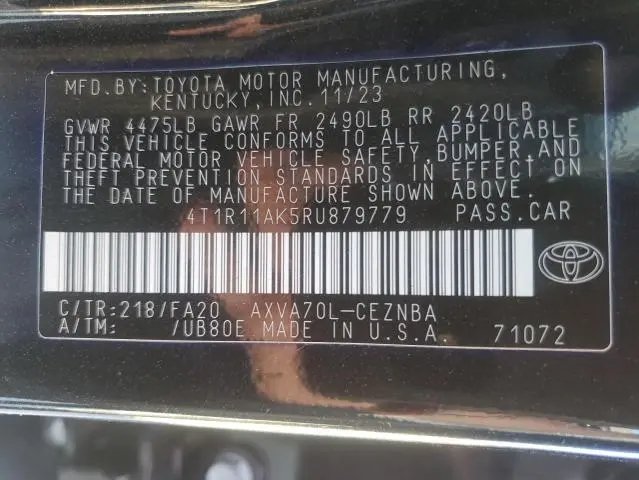 MFD.BY:TOYOTA MOTOR MANUFACTURING,
KENTUCKY,INC. 11/23
GVWR 4475LB GAWR FR 2490LB RR 2420LB
THIS VEHICLE CONFORMS TO ALL APPLICABLE
FEDERAL MOTOR VEHICLE SAFETY,BUMPER,AND
THEFT PREVENTION STANDARDS IN EFFECT ON
THE DATE OF MANUFACTURE SHOWN ABOVE.
4T1R11AK5RU879779 PASS.CAR
C/TR:218/FA20 AXVA70L-CEZNBA
A/TM: /UB80E MADE IN U.S.A. 71072